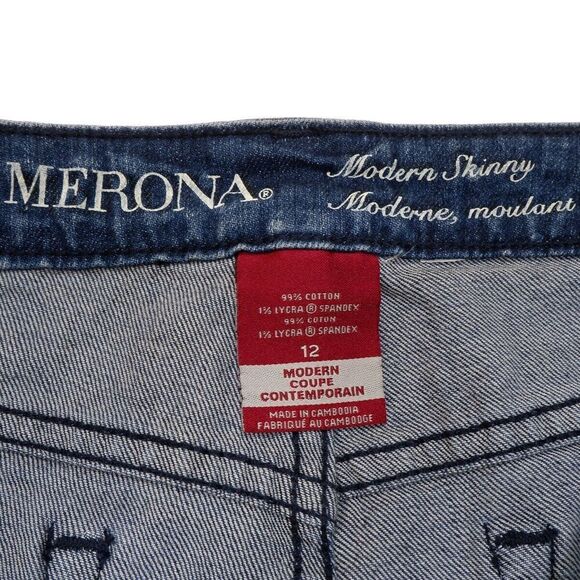 MERONA®
Modern Skinny
Moderne, moulant
99% COTTON
1% LYCRA ® SPANDEX
99% COTON
1% LYCRA ® SPANDEX
12
MODERN
COUPE
CONTEMPORAIN
MADE IN CAMBODIA
FABRIQUÉ AU CAMBODGE